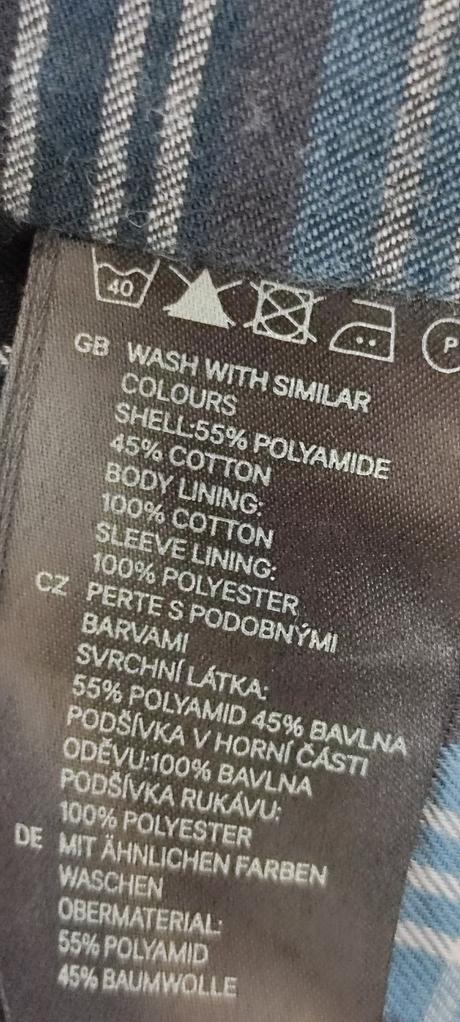 40
P
GB WASH WITH SIMILAR
COLOURS
SHELL:55% POLYAMIDE
45% COTTON
BODY LINING:
100% COTTON
SLEEVE LINING:
100% POLYESTER
CZ PERTE S PODOBNÝMI
BARVAMI
SVRCHNÍ LÁTKA:
55% POLYAMID 45% BAVLNA
PODŠÍVKA V HORNÍ ČÁSTI
ODĚVU:100% BAVLNA
PODŠÍVKA RUKÁVU:
100% POLYESTER
DE MIT ÄHNLICHEN FARBEN
WASCHEN
OBERMATERIAL:
55% POLYAMID
45% BAUMWOLLE